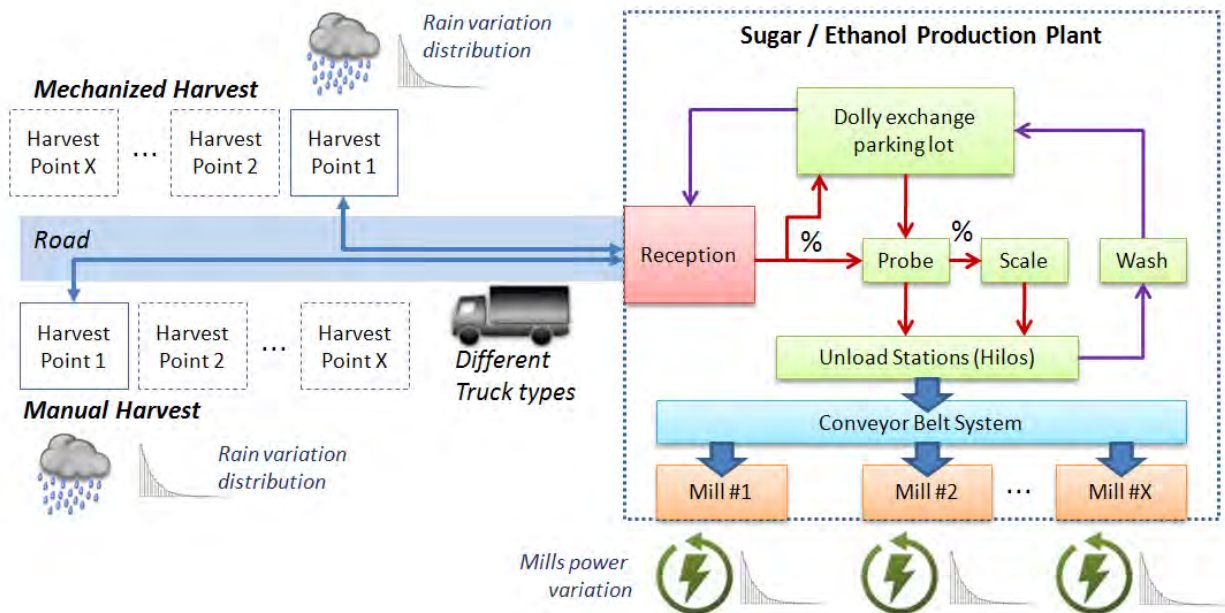 Rain variation
distribution
Mechanized Harvest
Harvest
Point X
...
Harvest
Point 2
Harvest
Point 1
Road
Harvest
Point 1
Harvest
Point 2
...
Harvest
Point X
Manual Harvest
Rain variation
distribution
Different
Truck types
Sugar / Ethanol Production Plant
Dolly exchange
parking lot
Reception
%
Probe
%
Scale
Wash
Unload Stations (Hilos)
Conveyor Belt System
Mill #1
Mill #2
...
Mill #X
Mills power
variation